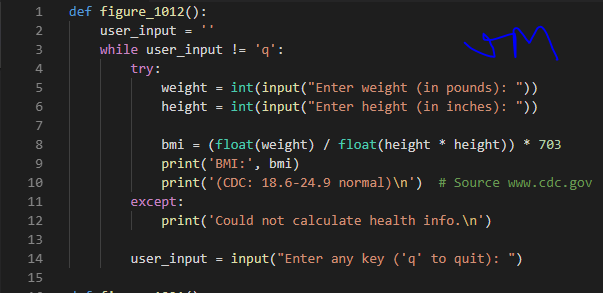 1 def figure_1012():
2 user_input = ''
3 while user_input != 'q':
4 try:
5 weight = int(input("Enter weight (in pounds): "))
6 height = int(input("Enter height (in inches): "))
7
8 bmi = (float(weight) / float(height * height)) * 703
9 print('BMI:', bmi)
10 print('(CDC: 18.6-24.9 normal)\n') # Source www.cdc.gov
11 except:
12 print('Could not calculate health info.\n')
13
14 user_input = input("Enter any key ('q' to quit): ")
15